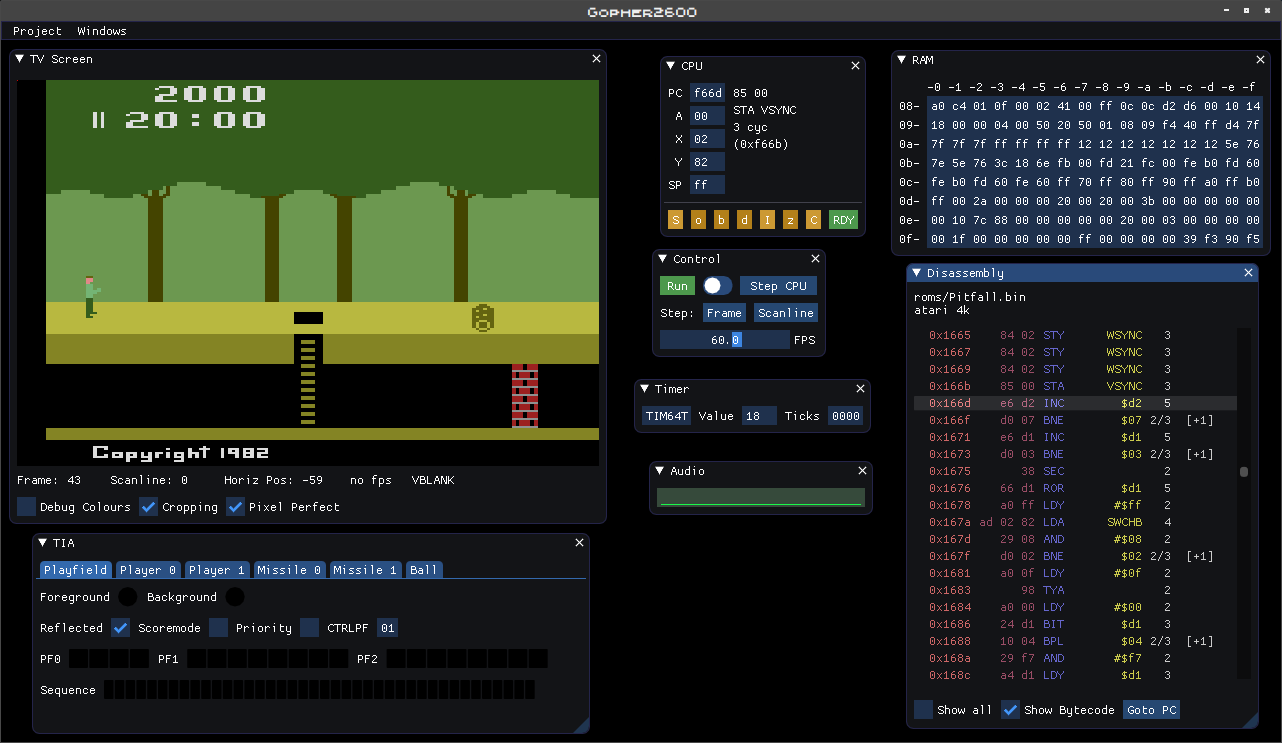 Gopher2600
Project Windows
TV Screen
2000
20:00
Copyright 1982
Frame: 43 Scanline: 0 Horiz Pos: -59 no fps VBLANK
Debug Colours Cropping Pixel Perfect
TIA
Playfield Player 0 Player 1 Missile 0 Missile 1 Ball
Foreground Background
Reflected Scoremode Priority CTRLPF 01
PF0 PF1 PF2
Sequence
CPU
PC f66d 85 00
STA VSYNC
A 00
3 cyc
X 02
(0xf66b)
Y 82
SP ff
S o b d I z C RDY
Control
Run Step CPU
Step: Frame Scanline
60.0 FPS
Timer
TIM64T Value 18 Ticks 0000
Audio
RAM
-0 -1 -2 -3 -4 -5 -6 -7 -8 -9 -a -b -c -d -e -f
08- a0 c4 01 0f 00 02 41 00 ff 0c 0c d2 d6 00 10 14
09- 18 00 00 04 00 50 20 50 01 08 09 f4 40 ff d4 7f
0a- 7f 7f 7f ff ff ff ff 12 12 12 12 12 12 12 5e 76
0b- 7e 5e 76 3c 18 6e fb 00 fd 21 fc 00 fe b0 fd 60
0c- fe b0 fd 60 fe 60 ff 70 ff 80 ff 90 ff a0 ff b0
0d- ff 00 2a 00 00 00 20 00 20 00 3b 00 00 00 00 00
0e- 00 10 7c 88 00 00 00 00 00 20 00 03 00 00 00 00
0f- 00 1f 00 00 00 00 00 ff 00 00 00 00 39 f3 90 f5
Disassembly
roms/Pitfall.bin
atari 4k
0x1665 84 02 STY WSYNC 3
0x1667 84 02 STY WSYNC 3
0x1669 84 02 STY WSYNC 3
0x166b 85 00 STA VSYNC 3
0x166d e6 d2 INC $d2 5
0x166f d0 07 BNE $07 2/3 [+1]
0x1671 e6 d1 INC $d1 5
0x1673 d0 03 BNE $03 2/3 [+1]
0x1675 38 SEC 2
0x1676 66 d1 ROR $d1 5
0x1678 a0 ff LDY #$ff 2
0x167a ad 02 82 LDA SWCHB 4
0x167d 29 08 AND #$08 2
0x167f d0 02 BNE $02 2/3 [+1]
0x1681 a0 0f LDY #$0f 2
0x1683 98 TYA 2
0x1684 a0 00 LDY #$00 2
0x1686 24 d1 BIT $d1 3
0x1688 10 04 BPL $04 2/3 [+1]
0x168a 29 f7 AND #$f7 2
0x168c a4 d1 LDY $d1 3
Show all Show Bytecode Goto PC